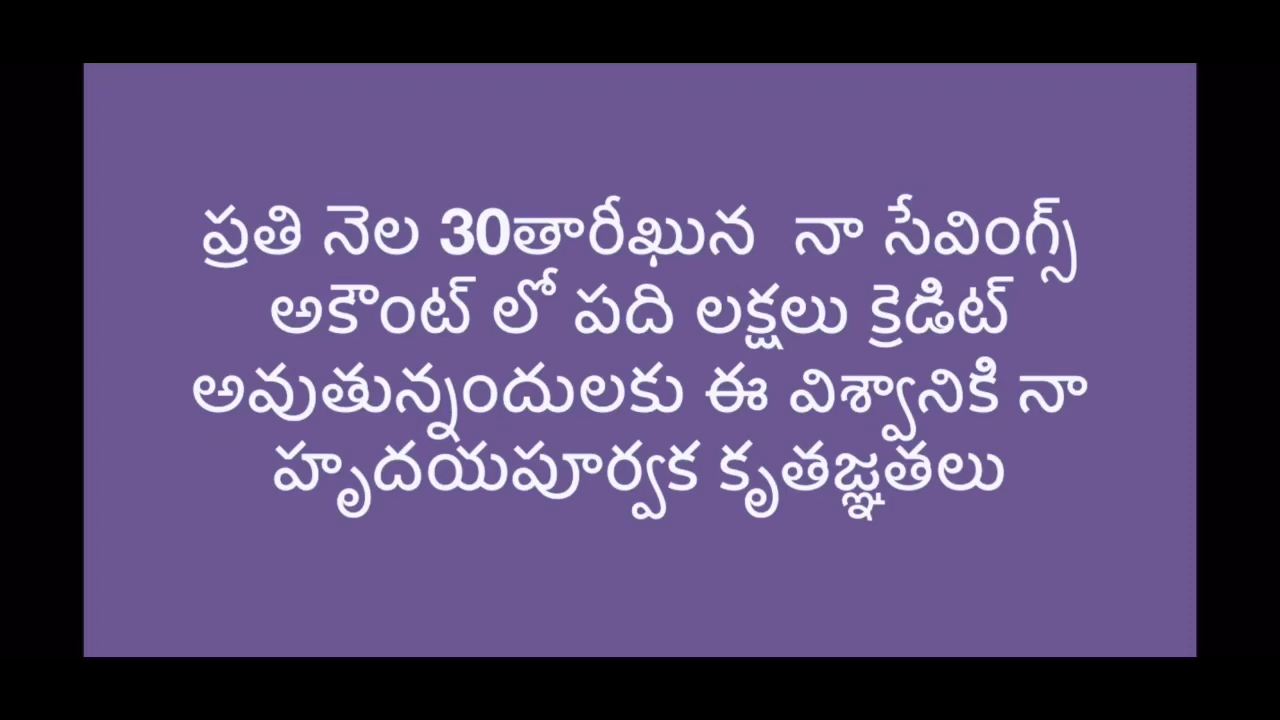 ప్రతి నెల 30తారీఖున నా సేవింగ్స్
అకౌంట్ లో పది లక్షలు క్రెడిట్
అవుతున్నందులకు ఈ విశ్వానికి నా
హృదయపూర్వక కృతజ్ఞతలు